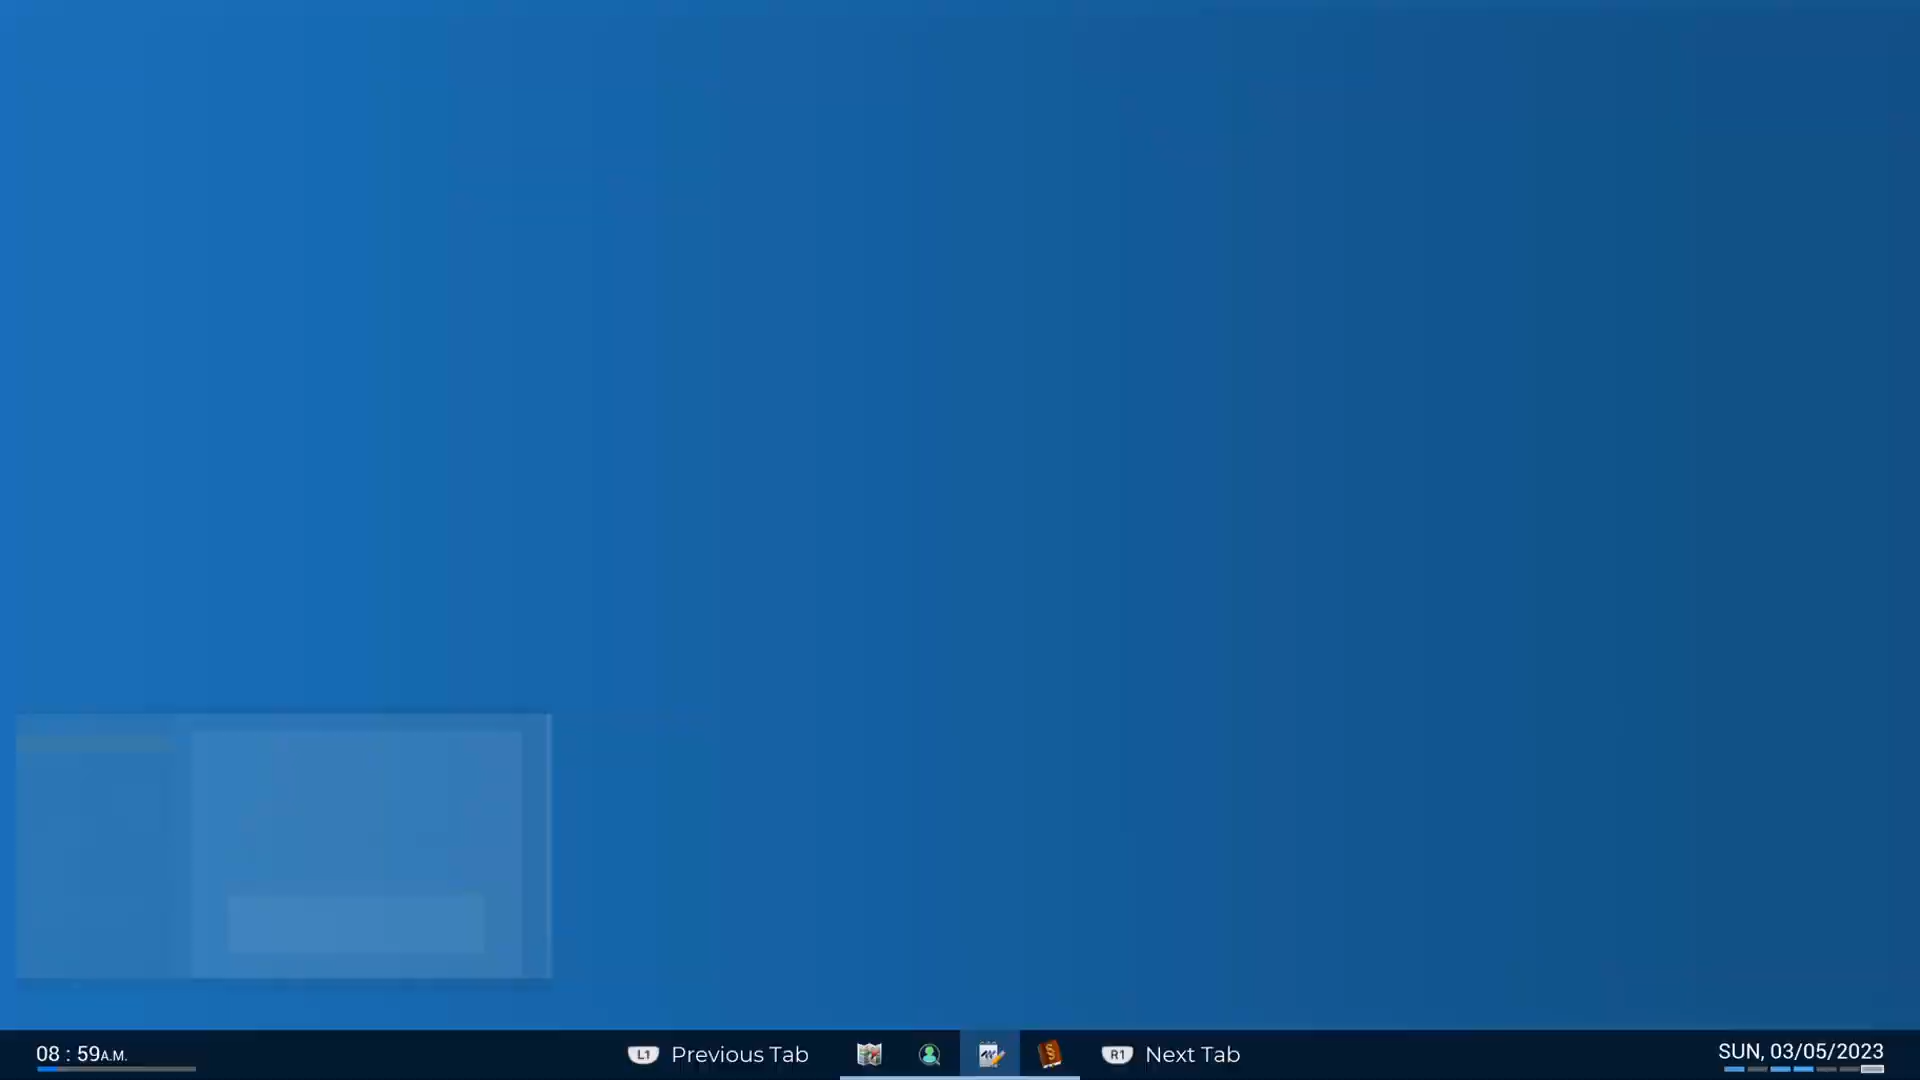 08 : 59A.M.
L1 Previous Tab
R1 Next Tab
SUN, 03/05/2023